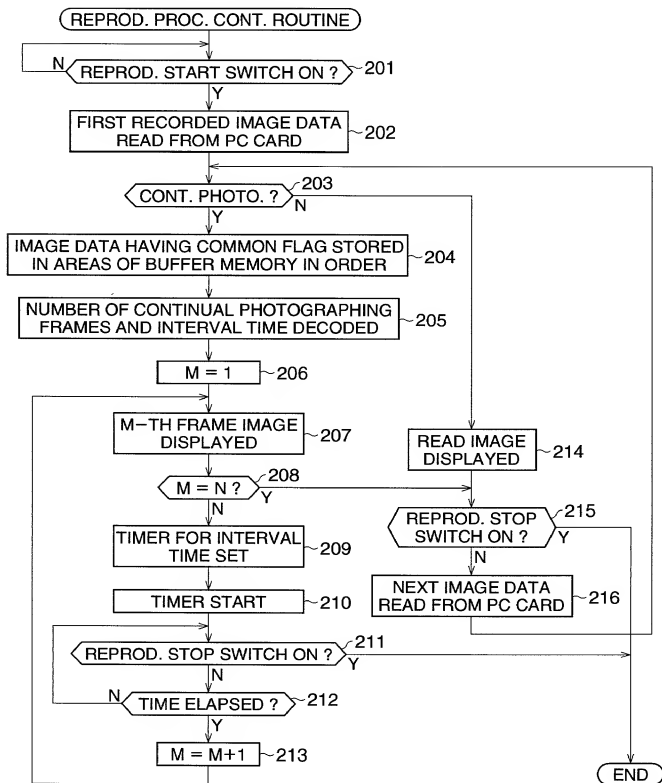 REPROD. PROC. CONT. ROUTINE
N
REPROD. START SWITCH ON ?
201
Y
FIRST RECORDED IMAGE DATA
READ FROM PC CARD
202
CONT. PHOTO. ?
203
N
Y
IMAGE DATA HAVING COMMON FLAG STORED
IN AREAS OF BUFFER MEMORY IN ORDER
204
NUMBER OF CONTINUAL PHOTOGRAPHING
FRAMES AND INTERVAL TIME DECODED
205
M = 1
206
M-TH FRAME IMAGE
DISPLAYED
207
READ IMAGE
DISPLAYED
214
M = N ?
208
Y
N
REPROD. STOP
SWITCH ON ?
215
Y
N
TIMER FOR INTERVAL
TIME SET
209
NEXT IMAGE DATA
READ FROM PC CARD
216
TIMER START
210
REPROD. STOP SWITCH ON ?
211
Y
N
N
TIME ELAPSED ?
212
Y
M = M+1
213
END